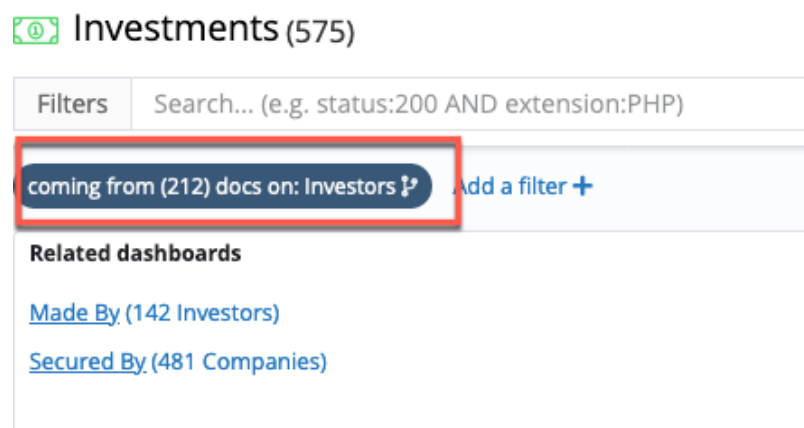 Investments (575)
Filters Search... (e.g. status:200 AND extension:PHP)
coming from (212) docs on: Investors Add a filter +
Related dashboards
Made By (142 Investors)
Secured By (481 Companies)